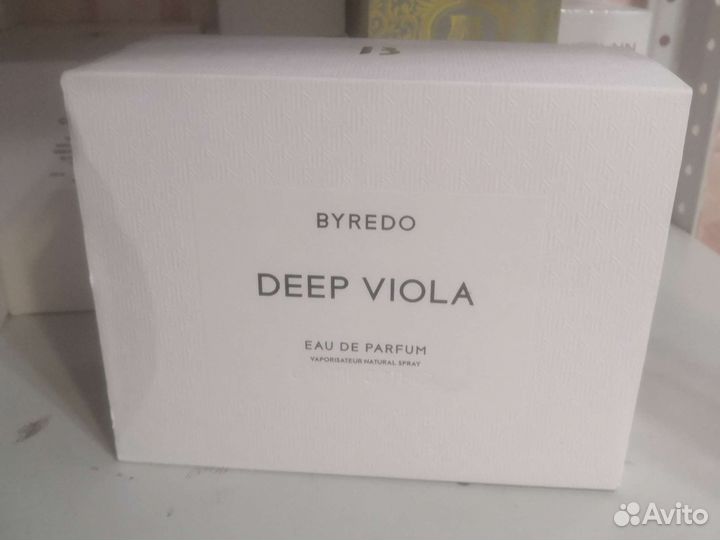 BYREDO
DEEP VIOLA
EAU DE PARFUM
VAPORISATEUR NATURAL SPRAY
Avito